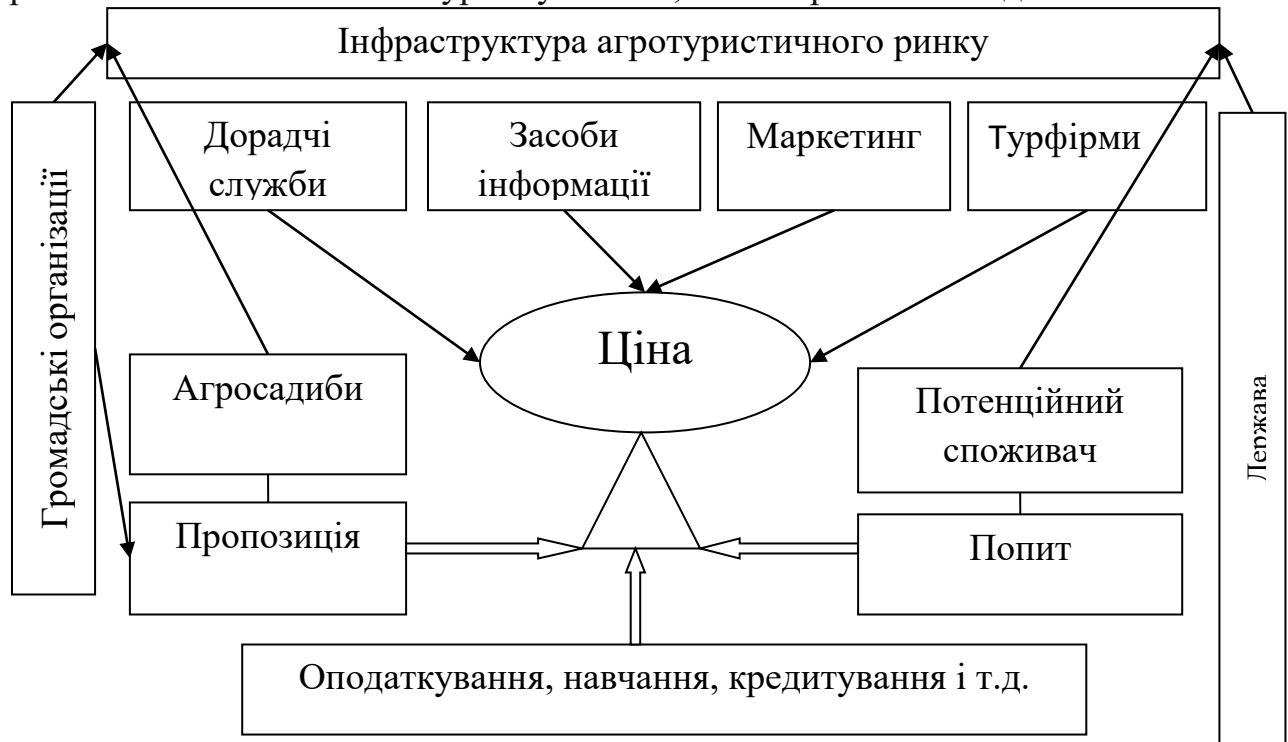 Інфраструктура агротуристичного ринку
Громадські організації
Дорадчі
служби
Засоби
інформації
Маркетинг
Турфірми
Держава
Ціна
Агросадиби
Потенційний
споживач
Пропозиція
Попит
Оподаткування, навчання, кредитування і т.д.